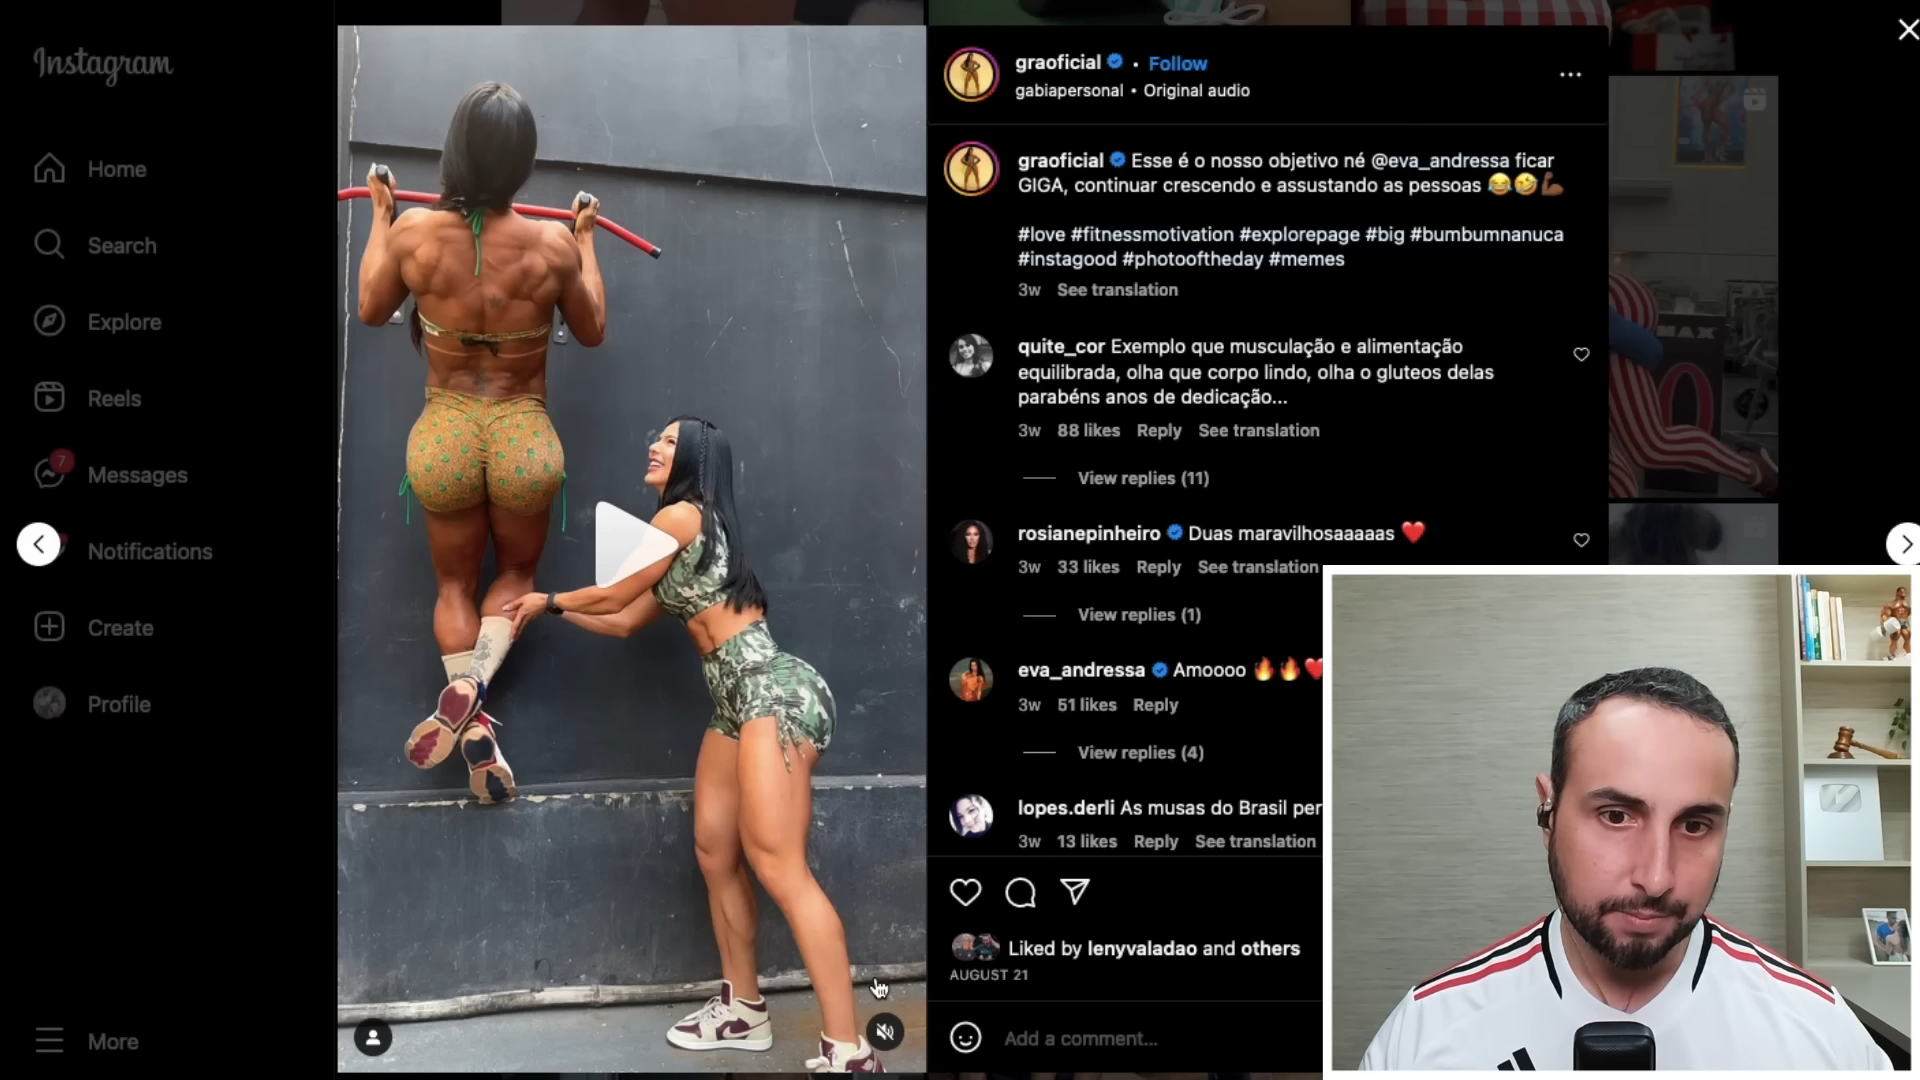 Instagram
Home
Search
Explore
Reels
7
Messages
Notifications
Create
Profile
More
graoficial • Follow
gabiapersonal • Original audio
graoficial Esse é o nosso objetivo né @eva_andressa ficar
GIGA, continuar crescendo e assustando as pessoas 😂🤣💪🏾
#love #fitnessmotivation #explorepage #big #bumbumnanuca
#instagood #photooftheday #memes
3w See translation
quite_cor Exemplo que musculação e alimentação
equilibrada, olha que corpo lindo, olha o gluteos delas
parabéns anos de dedicação...
3w 88 likes Reply See translation
View replies (11)
rosianepinheiro Duas maravilhosaaaaas ❤️
3w 33 likes Reply See translation
View replies (1)
eva_andressa Amoooo 🔥🔥❤️
3w 51 likes Reply
View replies (4)
lopes.derli As musas do Brasil per
3w 13 likes Reply See translation
Liked by lenyvaladao and others
AUGUST 21
Add a comment...